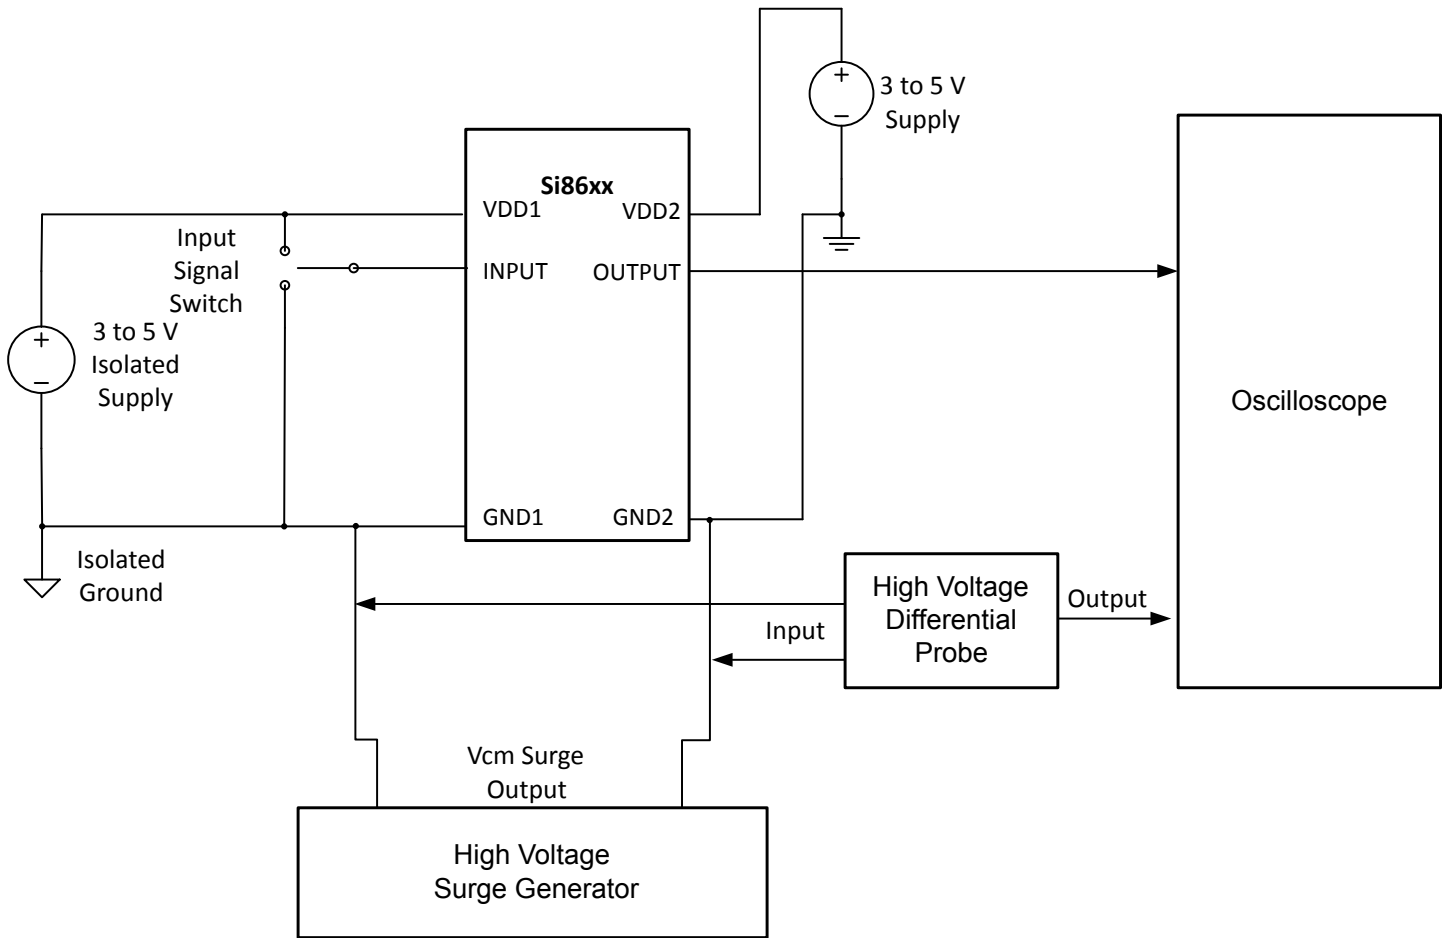 3 to 5 V
Supply
Si86xx
VDD1
VDD2
Input
Signal
Switch
INPUT
OUTPUT
+
−
3 to 5 V
Isolated
Supply
+
−
Oscilloscope
GND1
GND2
Isolated
Ground
High Voltage
Differential
Probe
Output
Input
Vcm Surge
Output
High Voltage
Surge Generator